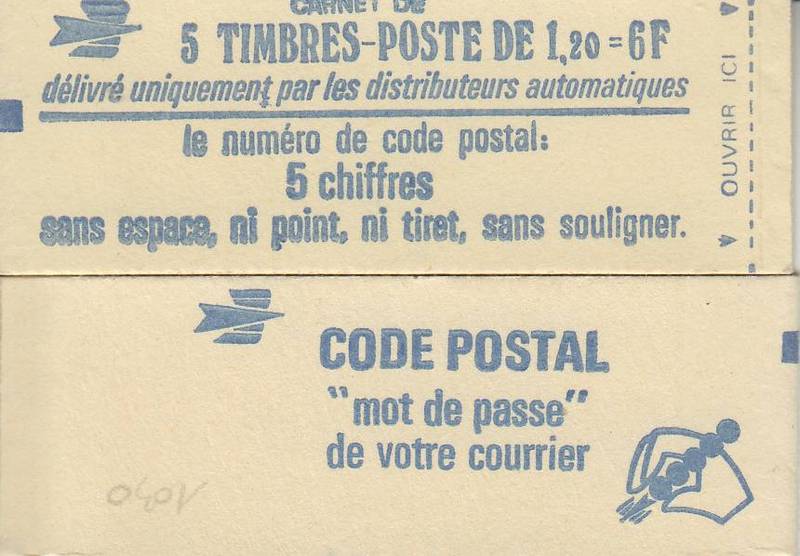 CARNET DE
5 TIMBRES-POSTE DE 1,20 = 6F
délivré uniquement par les distributeurs automatiques
le numéro de code postal:
5 chiffres
sans espace, ni point, ni tiret, sans souligner.
OUVRIR ICI
CODE POSTAL
"mot de passe"
de votre courrier
1030